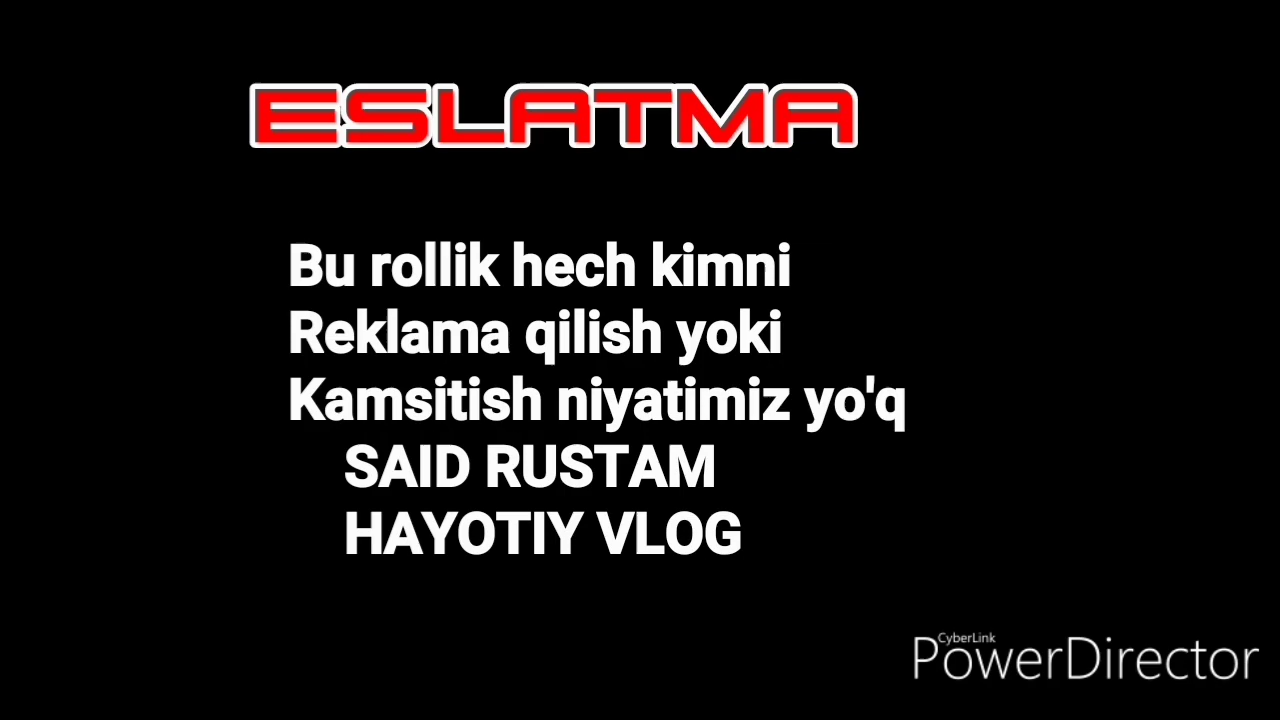 ESLATMA
Bu rollik hech kimni
Reklama qilish yoki
Kamsitish niyatimiz yo'q
SAID RUSTAM
HAYOTIY VLOG
CyberLink
PowerDirector